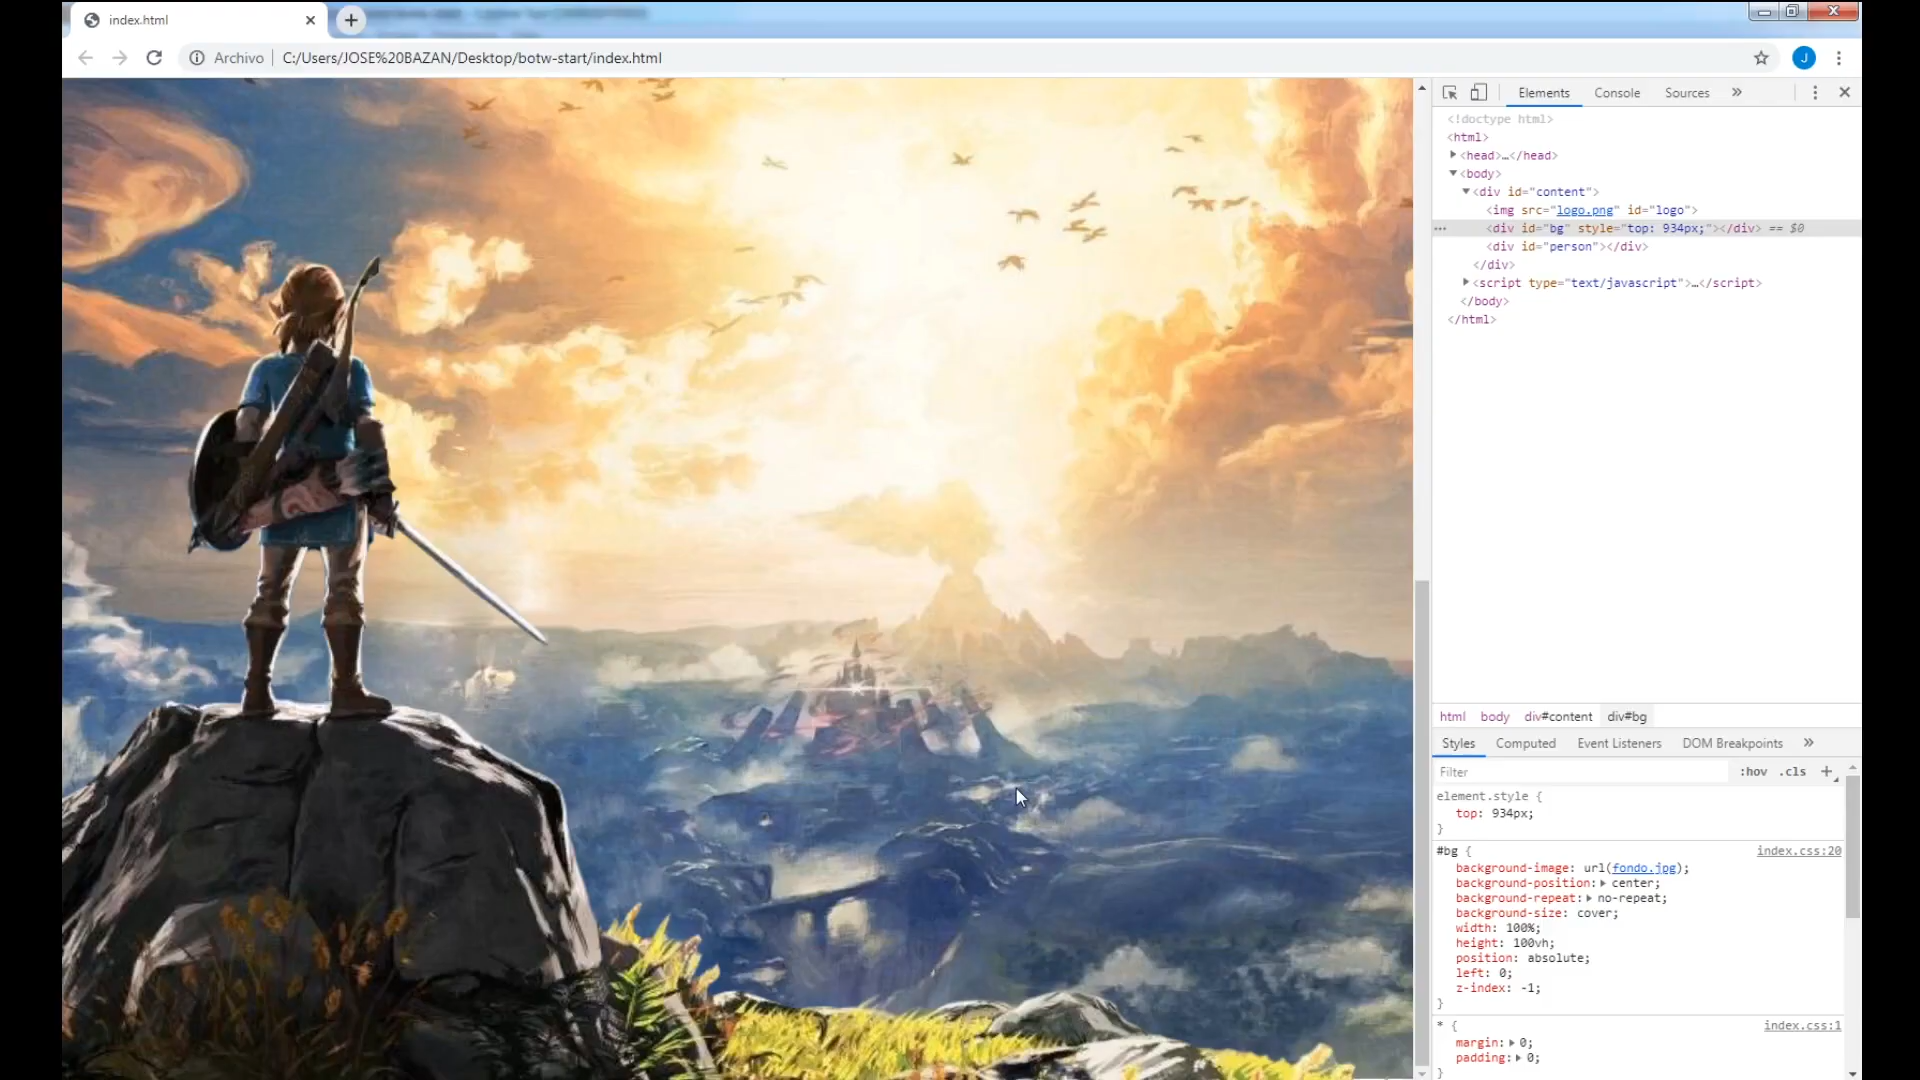 index.html
Archivo C:/Users/JOSE%20BAZAN/Desktop/botw-start/index.html
J
Elements Console Sources »
<!doctype html>
<html>
<head>…</head>
<body>
<div id="content">
<img src="logo.png" id="logo">
… <div id="bg" style="top: 934px;"></div> == $0
<div id="person"></div>
</div>
<script type="text/javascript">…</script>
</body>
</html>
html body div#content div#bg
Styles Computed Event Listeners DOM Breakpoints »
Filter :hov .cls +
element.style {
top: 934px;
}
#bg { index.css:20
background-image: url(fondo.jpg);
background-position: center;
background-repeat: no-repeat;
background-size: cover;
width: 100%;
height: 100vh;
position: absolute;
left: 0;
z-index: -1;
}
* { index.css:1
margin: 0;
padding: 0;
}